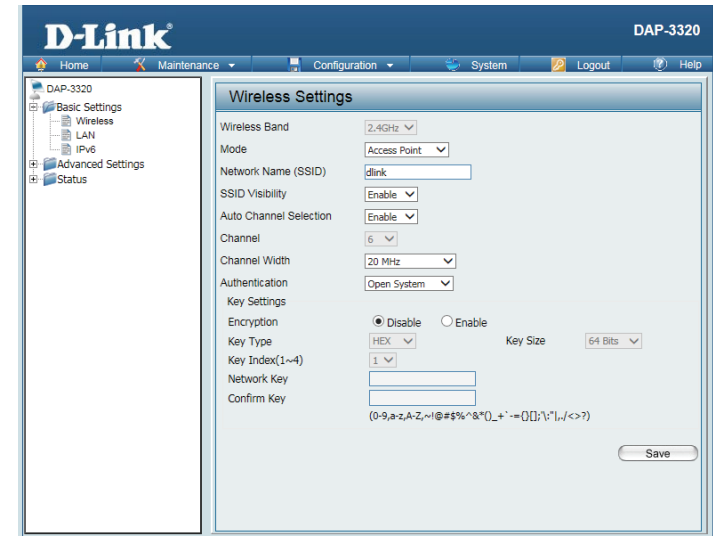 D-Link®
DAP-3320
Home Maintenance Configuration System Logout Help
DAP-3320
Basic Settings
Wireless
LAN
IPv6
Advanced Settings
Status
Wireless Settings
Wireless Band 2.4GHz
Mode Access Point
Network Name (SSID) dlink
SSID Visibility Enable
Auto Channel Selection Enable
Channel 6
Channel Width 20 MHz
Authentication Open System
Key Settings
Encryption Disable Enable
Key Type HEX Key Size 64 Bits
Key Index(1~4) 1
Network Key
Confirm Key
(0-9,a-z,A-Z,~!@#$%^&*()_+`-={}[];'\:"|,./<>?)
Save